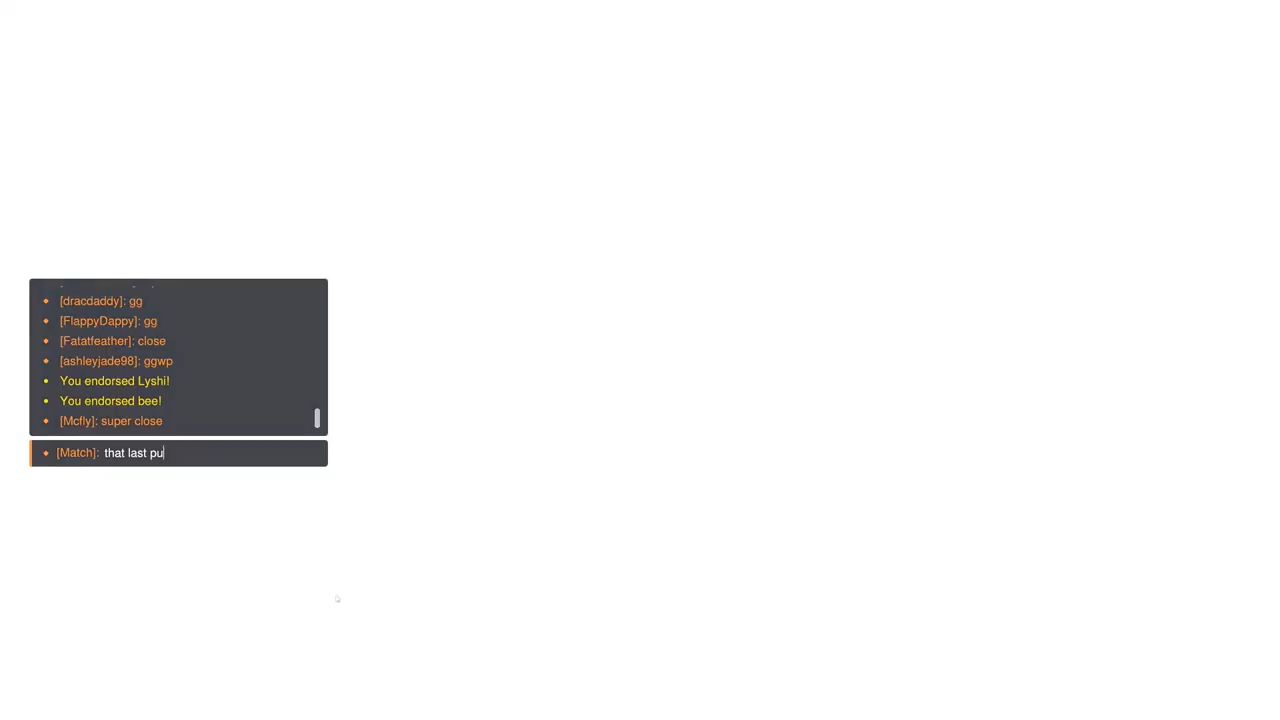 [dracdaddy]: gg
[FlappyDappy]: gg
[Fatatfeather]: close
[ashleyjade98]: ggwp
You endorsed Lyshi!
You endorsed bee!
[Mcfly]: super close
[Match]: that last pu